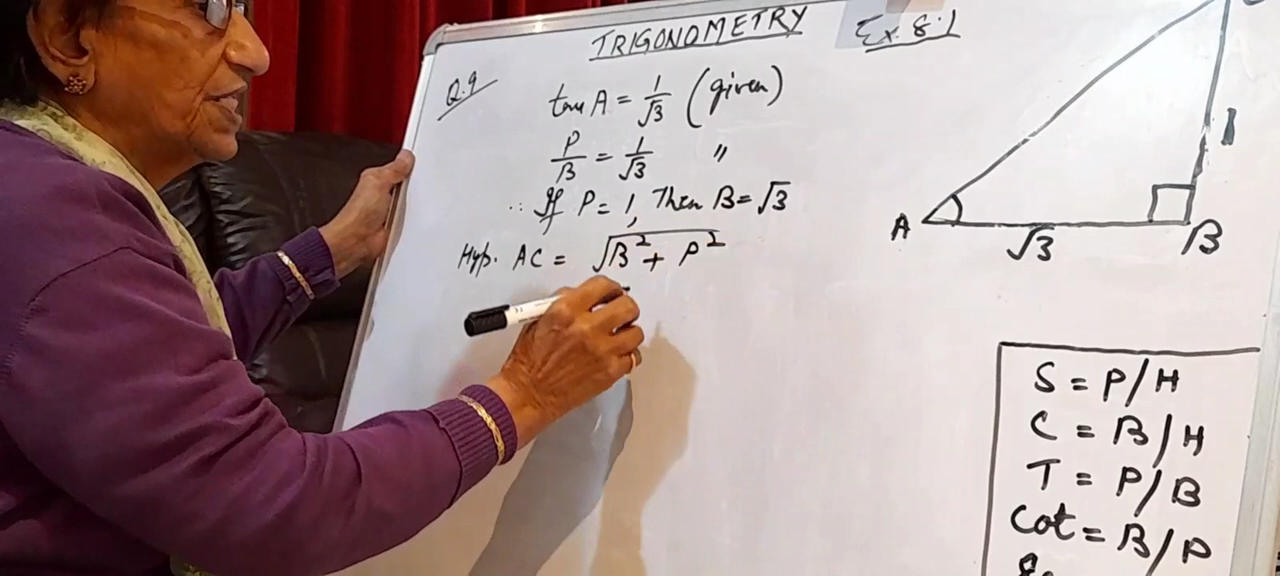 TRIGONOMETRY
Ex. 8.1
Q.9
tan A = 1/√3 (given)
P/B = 1/√3 "
∴ If P = 1, Then B = √3
Hyp. AC = √B² + P²
1
A
√3
B
S = P/H
C = B/H
T = P/B
Cot = B/P